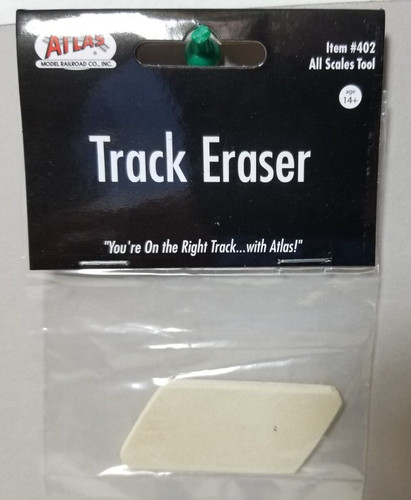 ATLAS
®
MODEL RAILROAD CO., INC.
Item #402
All Scales Tool
age
14+
Track Eraser
"You're On the Right Track...with Atlas!"